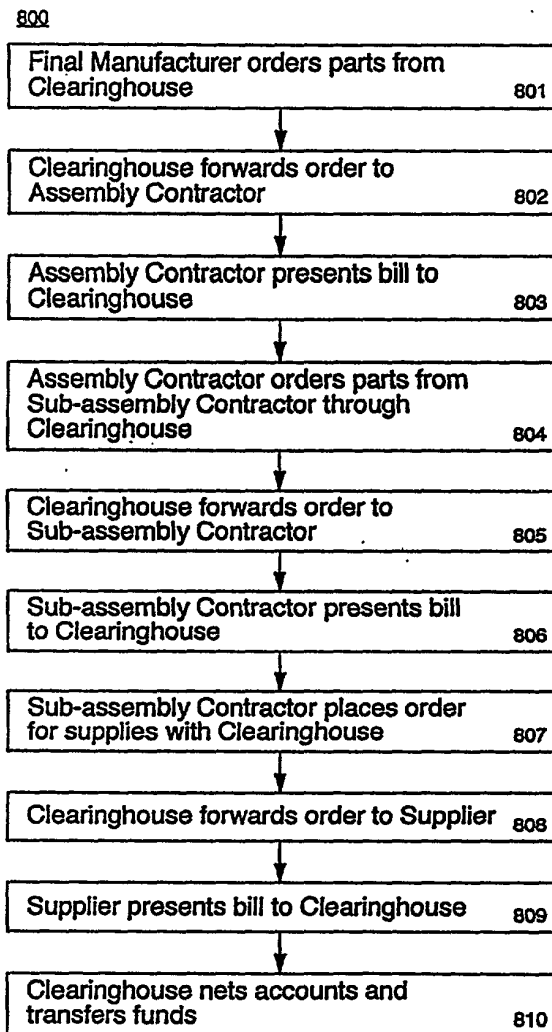 800
Final Manufacturer orders parts from
Clearinghouse 801
Clearinghouse forwards order to
Assembly Contractor 802
Assembly Contractor presents bill to
Clearinghouse 803
Assembly Contractor orders parts from
Sub-assembly Contractor through
Clearinghouse 804
Clearinghouse forwards order to
Sub-assembly Contractor 805
Sub-assembly Contractor presents bill
to Clearinghouse 806
Sub-assembly Contractor places order
for supplies with Clearinghouse 807
Clearinghouse forwards order to Supplier 808
Supplier presents bill to Clearinghouse 809
Clearinghouse nets accounts and
transfers funds 810